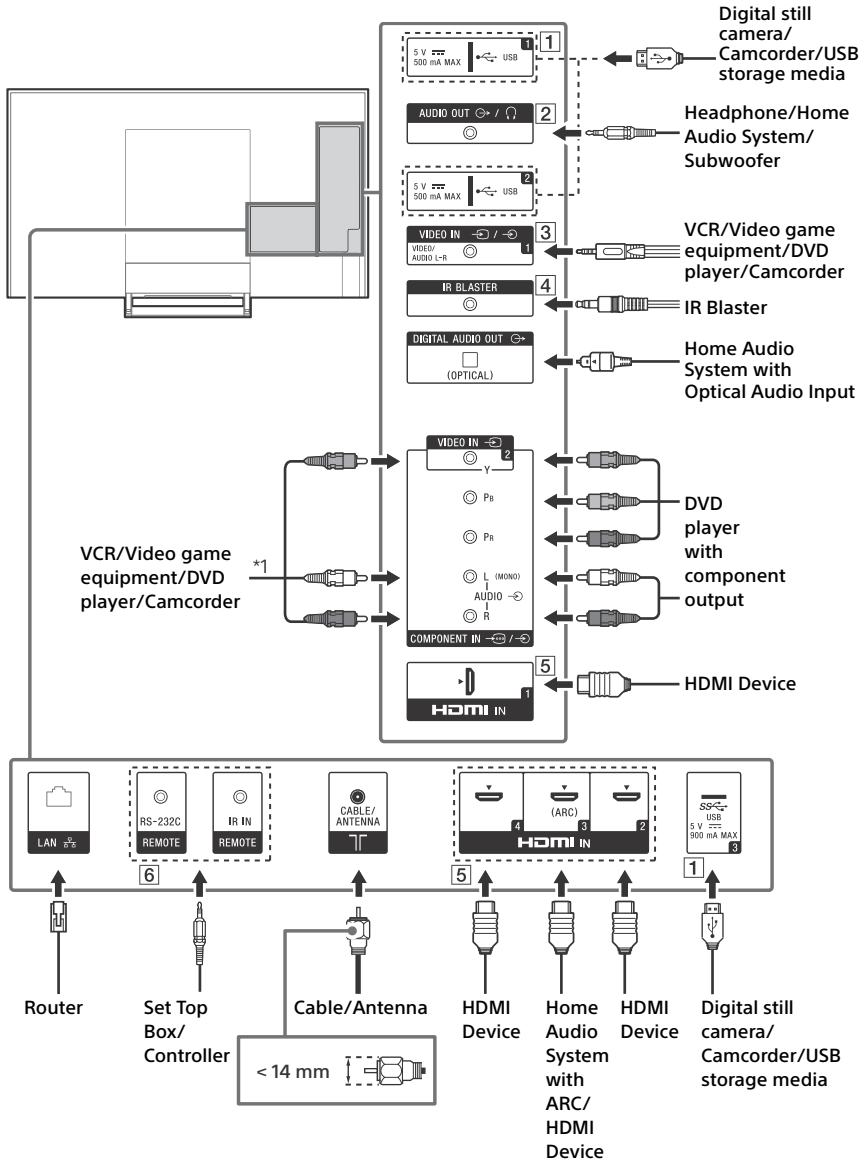 Digital still
camera/
Camcorder/USB
storage media
5 V
500 mA MAX
USB
1
1
AUDIO OUT /
2
Headphone/Home
Audio System/
Subwoofer
5 V
500 mA MAX
USB
2
VIDEO IN /
VIDEO/
AUDIO L-R
1
3
VCR/Video game
equipment/DVD
player/Camcorder
IR BLASTER
4
IR Blaster
DIGITAL AUDIO OUT
(OPTICAL)
Home Audio
System with
Optical Audio Input
VIDEO IN
2
Y
PB
PR
L (MONO)
AUDIO
R
COMPONENT IN /
VCR/Video game
equipment/DVD
player/Camcorder
*1
DVD
player
with
component
output
5
1
HDMI IN
HDMI Device
LAN
RS-232C
REMOTE
IR IN
REMOTE
6
CABLE/
ANTENNA
4
(ARC)
3
2
HDMI IN
5
SS
USB
5 V
900 mA MAX
3
1
Router
Set Top
Box/
Controller
Cable/Antenna
< 14 mm
HDMI
Device
Home
Audio
System
with
ARC/
HDMI
Device
HDMI
Device
Digital still
camera/
Camcorder/USB
storage media